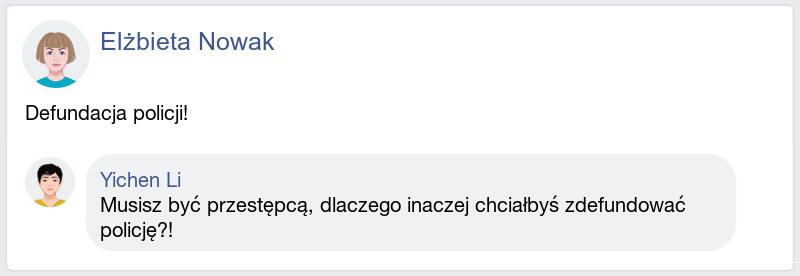 Elżbieta Nowak
Defundacja policji!
Yichen Li
Musisz być przestępcą, dlaczego inaczej chciałbyś zdefundować
policję?!